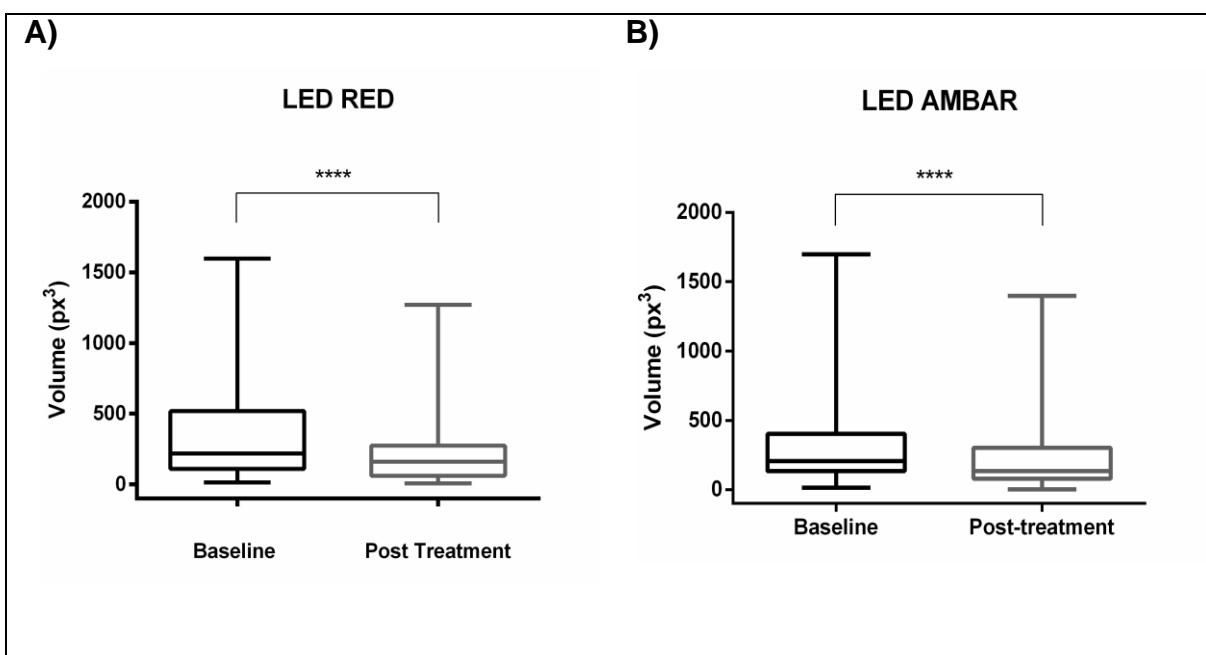 A)
LED RED
****
2000
1500
1000
500
0
Volume (px³)
Baseline Post Treatment
B)
LED AMBAR
****
2000
1500
1000
500
0
Volume (px³)
Baseline Post-treatment